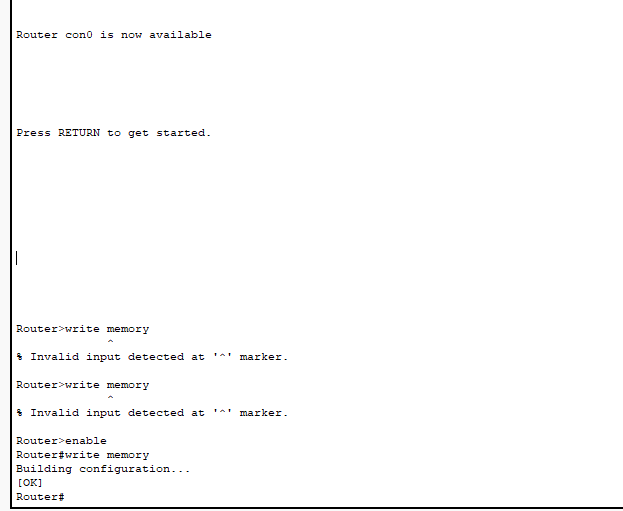 Router con0 is now available
Press RETURN to get started.
Router>write memory
^
% Invalid input detected at '^' marker.
Router>write memory
^
% Invalid input detected at '^' marker.
Router>enable
Router#write memory
Building configuration...
[OK]
Router#